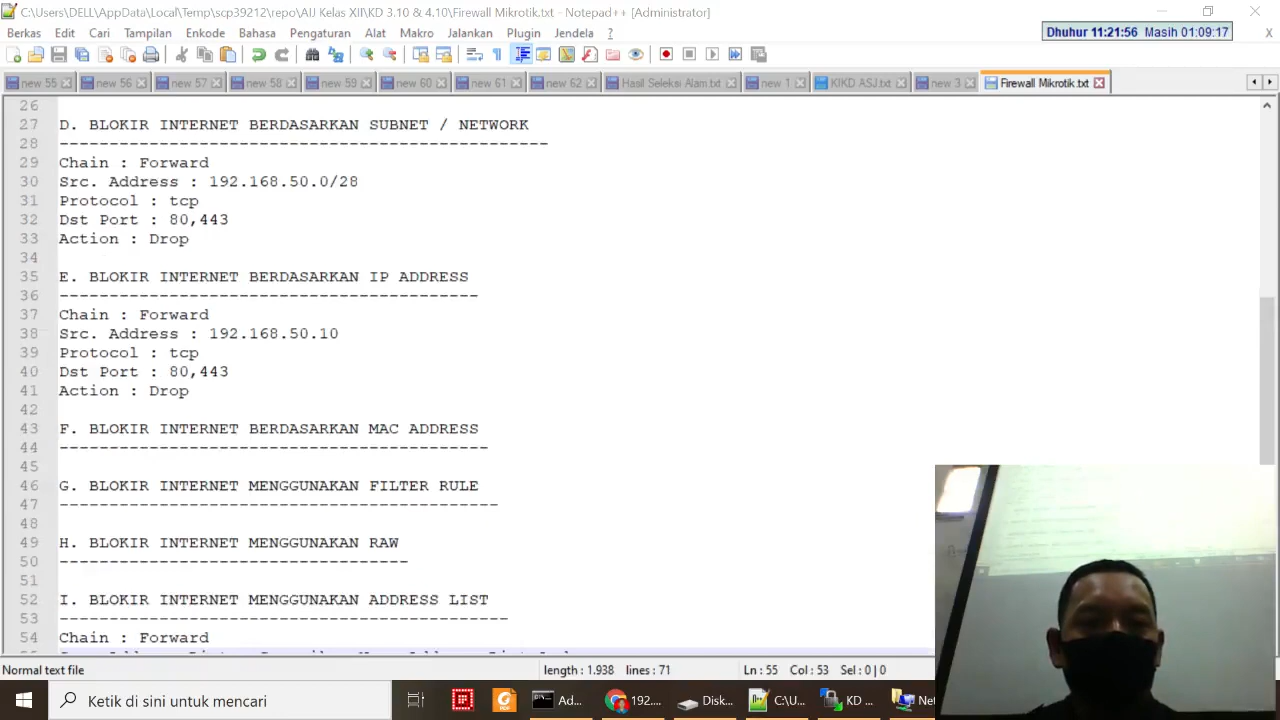 C:\Users\DELL\AppData\Local\Temp\scp39212\repo\AIJ Kelas XII\KD 3.10 & 4.10\Firewall Mikrotik.txt - Notepad++ [Administrator]
Berkas Edit Cari Tampilan Enkode Bahasa Pengaturan Alat Makro Jalankan Plugin Jendela ?
Dhuhur 11:21:56 Masih 01:09:17
X
new 55 new 56 new 57 new 58 new 59 new 60 new 61 new 62 Hasil Seleksi Alam.txt new 1 KIKD ASJ.txt new 3 Firewall Mikrotik.txt
26
27 D. BLOKIR INTERNET BERDASARKAN SUBNET / NETWORK
28 -------------------------------------------------
29 Chain : Forward
30 Src. Address : 192.168.50.0/28
31 Protocol : tcp
32 Dst Port : 80,443
33 Action : Drop
34
35 E. BLOKIR INTERNET BERDASARKAN IP ADDRESS
36 ------------------------------------------
37 Chain : Forward
38 Src. Address : 192.168.50.10
39 Protocol : tcp
40 Dst Port : 80,443
41 Action : Drop
42
43 F. BLOKIR INTERNET BERDASARKAN MAC ADDRESS
44 -------------------------------------------
45
46 G. BLOKIR INTERNET MENGGUNAKAN FILTER RULE
47 --------------------------------------------
48
49 H. BLOKIR INTERNET MENGGUNAKAN RAW
50 -----------------------------------
51
52 I. BLOKIR INTERNET MENGGUNAKAN ADDRESS LIST
53 ---------------------------------------------
54 Chain : Forward
Normal text file length : 1.938 lines : 71 Ln : 55 Col : 53 Sel : 0 | 0
Ketik di sini untuk mencari
Ad... 192.... Disk... C:\U... KD ... Net